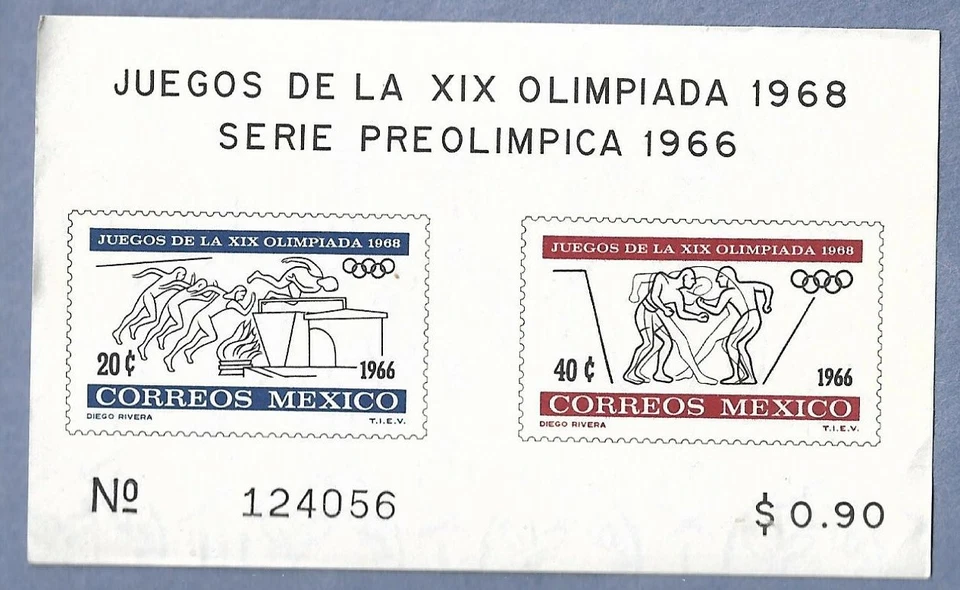 JUEGOS DE LA XIX OLIMPIADA 1968
SERIE PREOLIMPICA 1966
JUEGOS DE LA XIX OLIMPIADA 1968
20 ¢
1966
CORREOS MEXICO
DIEGO RIVERA T.I.E.V.
JUEGOS DE LA XIX OLIMPIADA 1968
40 ¢
1966
CORREOS MEXICO
DIEGO RIVERA T.I.E.V.
Nº 124056
$ 0.90